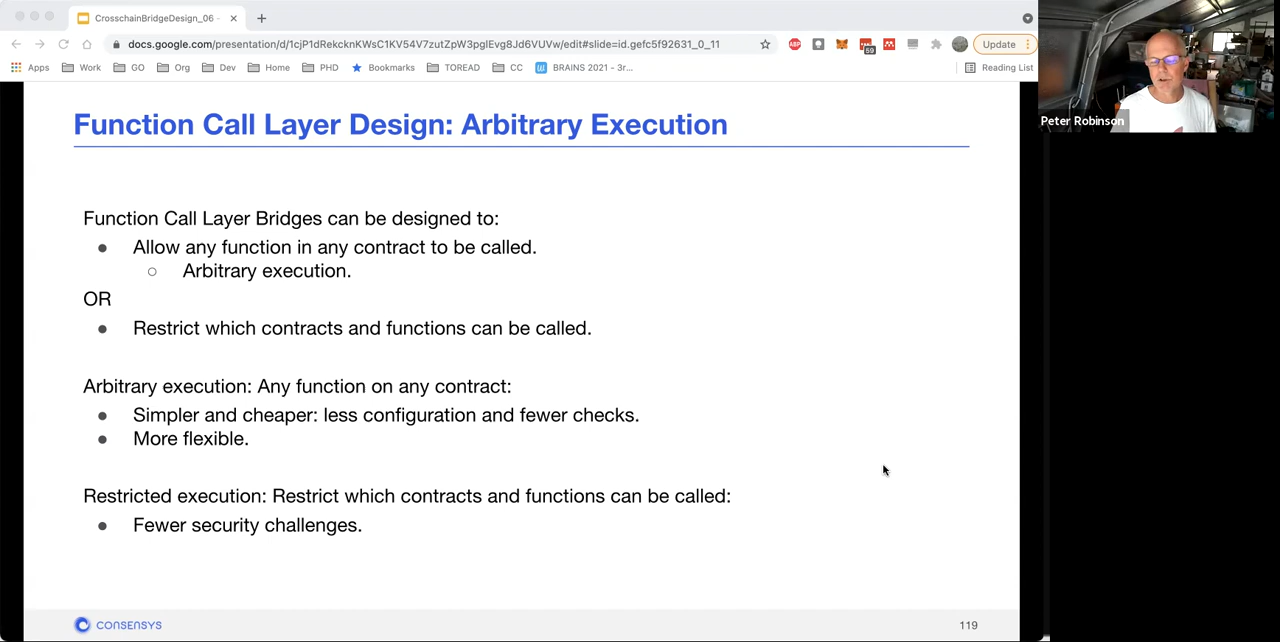 CrosschainBridgeDesign_06 -
docs.google.com/presentation/d/1cjP1dRekcknKWsC1KV54V7zutZpW3pglEvg8Jd6VUVw/edit#slide=id.gefc5f92631_0_11
ABP
59
Update
Apps Work GO Org Dev Home PHD Bookmarks TOREAD CC BRAINS 2021 - 3r... Reading List
Peter Robinson
Function Call Layer Design: Arbitrary Execution
Function Call Layer Bridges can be designed to:
● Allow any function in any contract to be called.
○ Arbitrary execution.
OR
● Restrict which contracts and functions can be called.
Arbitrary execution: Any function on any contract:
● Simpler and cheaper: less configuration and fewer checks.
● More flexible.
Restricted execution: Restrict which contracts and functions can be called:
● Fewer security challenges.
CONSENSYS
119